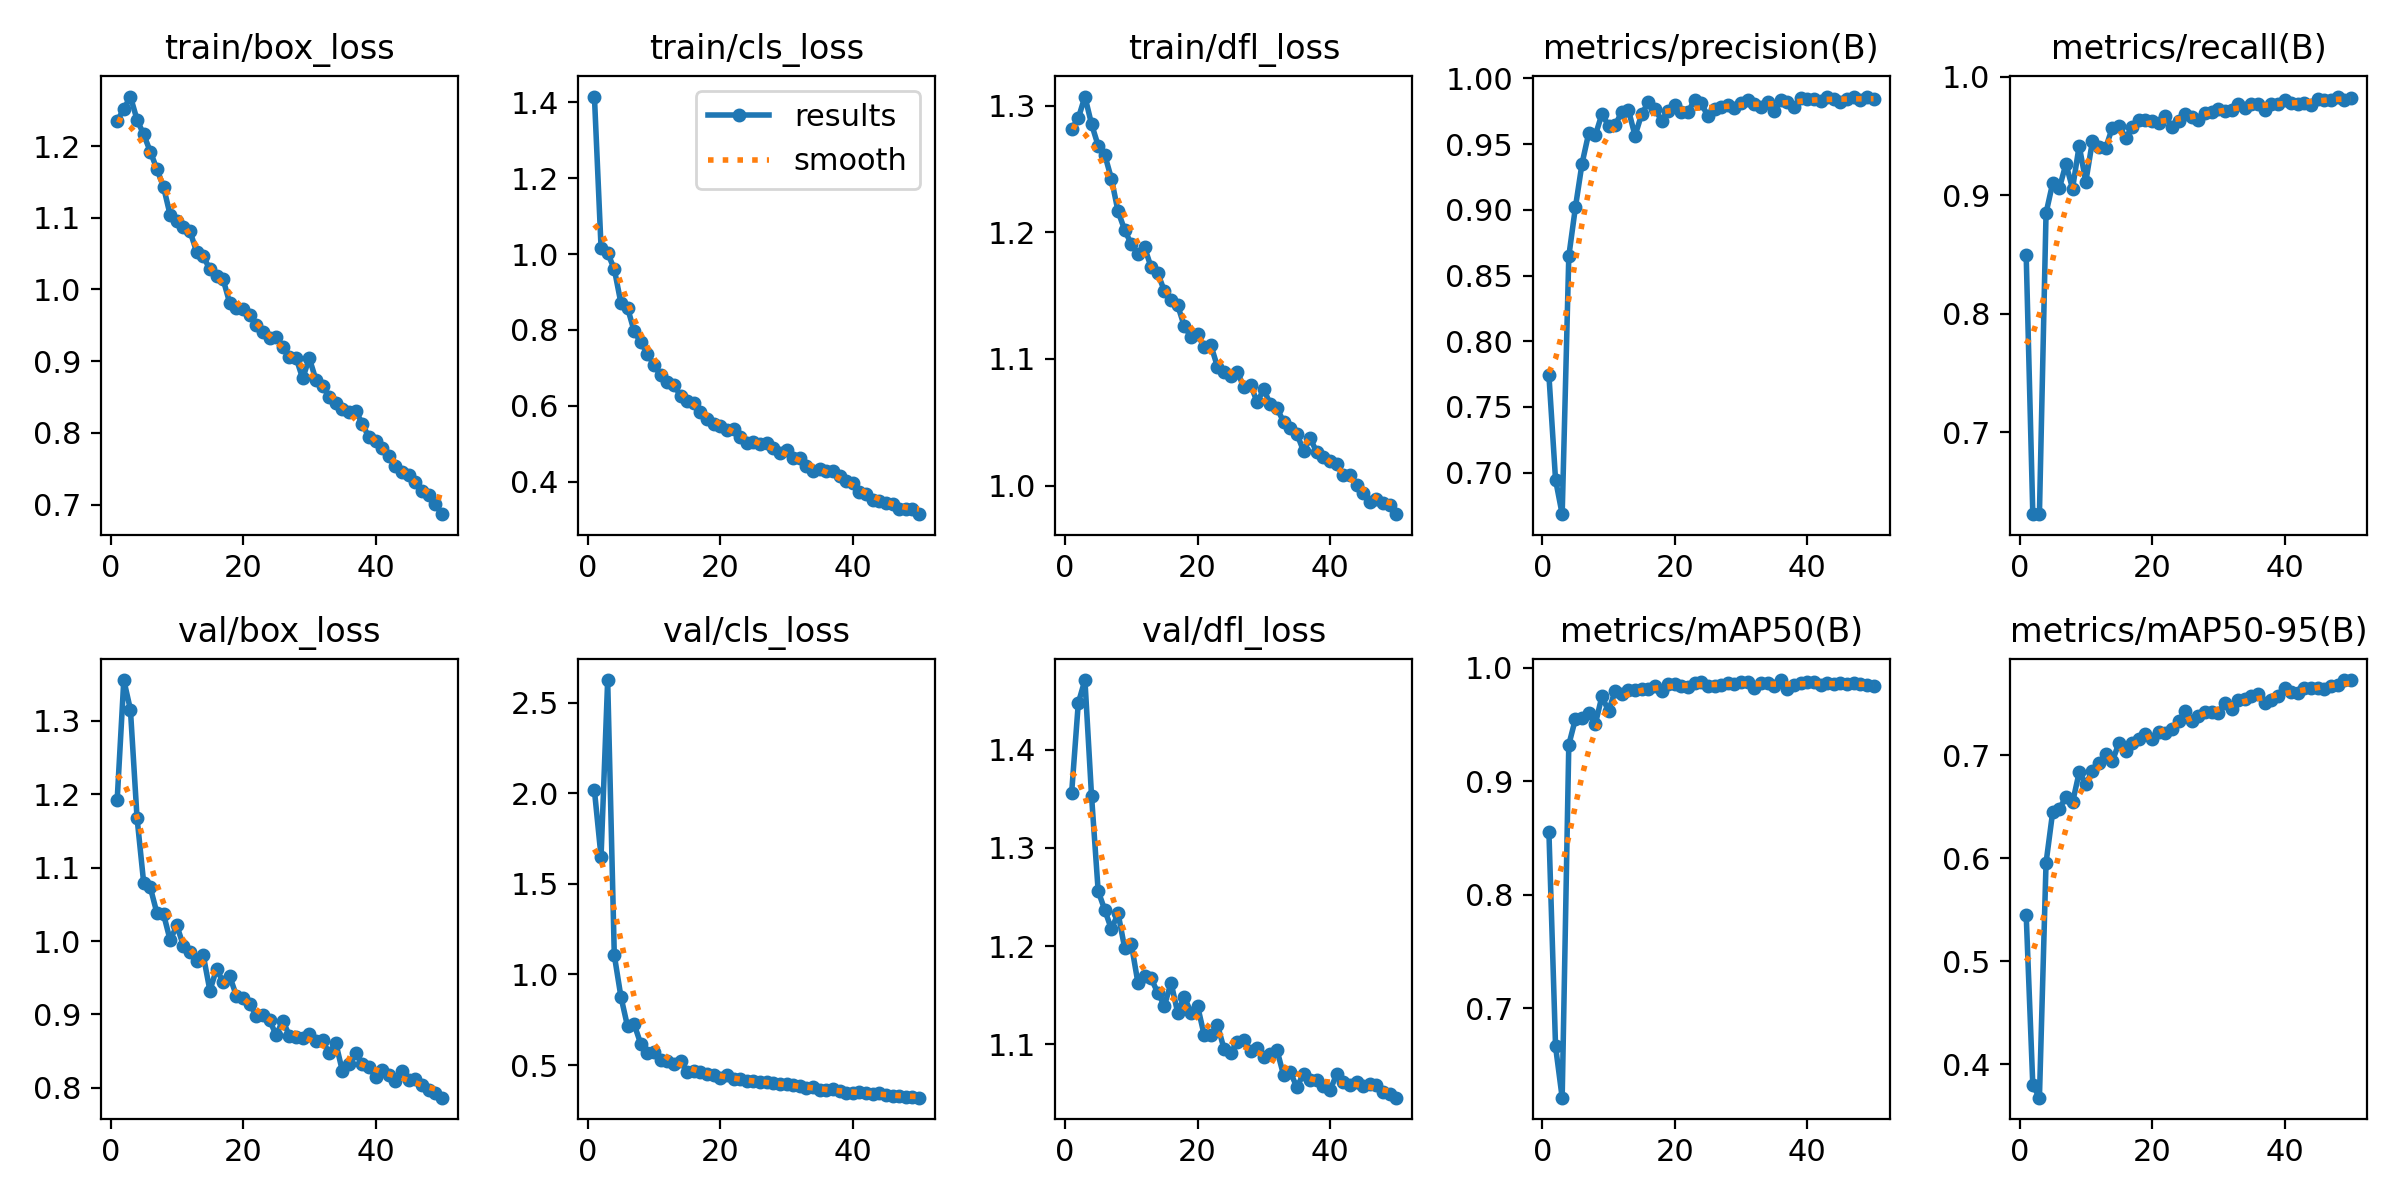 train/box_loss
1.2
1.1
1.0
0.9
0.8
0.7
0 20 40
train/cls_loss
results
smooth
1.4
1.2
1.0
0.8
0.6
0.4
0 20 40
train/dfl_loss
1.3
1.2
1.1
1.0
0 20 40
metrics/precision(B)
1.00
0.95
0.90
0.85
0.80
0.75
0.70
0 20 40
metrics/recall(B)
1.0
0.9
0.8
0.7
0 20 40
val/box_loss
1.3
1.2
1.1
1.0
0.9
0.8
0 20 40
val/cls_loss
2.5
2.0
1.5
1.0
0.5
0 20 40
val/dfl_loss
1.4
1.3
1.2
1.1
0 20 40
metrics/mAP50(B)
1.0
0.9
0.8
0.7
0 20 40
metrics/mAP50-95(B)
0.7
0.6
0.5
0.4
0 20 40